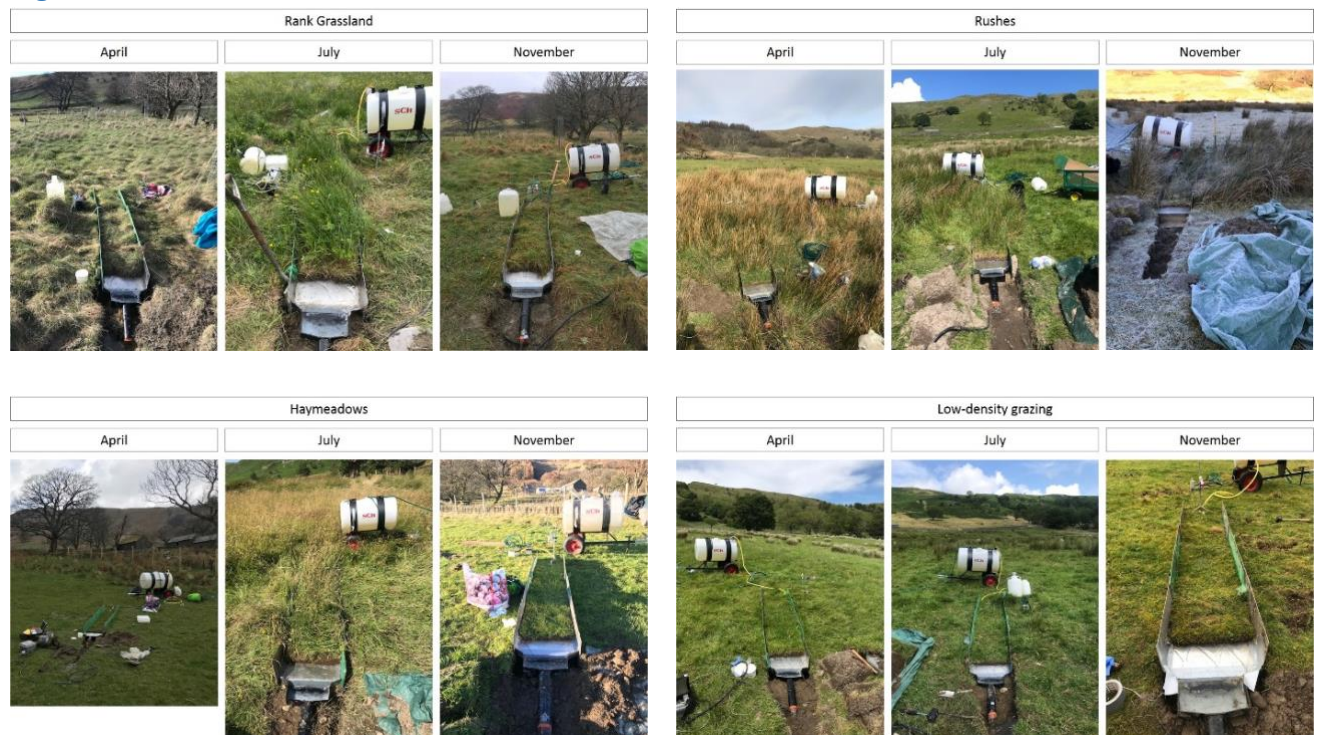 Rank Grassland
April
July
November
Rushes
April
July
November
Haymeadows
April
July
November
Low-density grazing
April
July
November